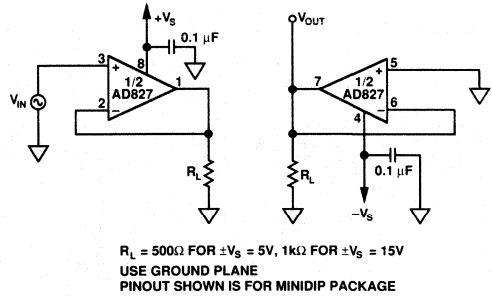 +VS
0.1 µF
8
3
+
1/2
AD827
1
2
−
VIN
RL
VOUT
7
1/2
AD827
+
5
−
6
4
0.1 µF
RL
−VS
RL = 500Ω FOR ±VS = 5V, 1kΩ FOR ±VS = 15V
USE GROUND PLANE
PINOUT SHOWN IS FOR MINIDIP PACKAGE